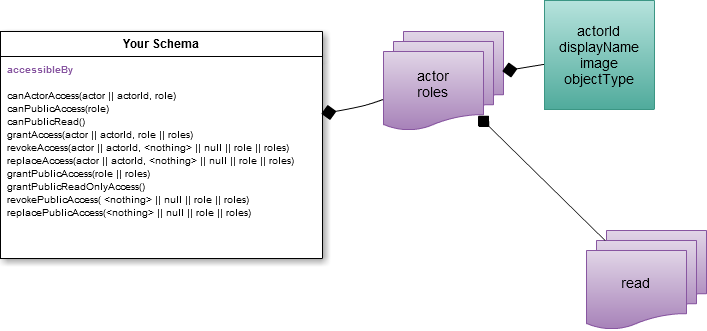 Your Schema
accessibleBy
canActorAccess(actor || actorId, role)
canPublicAccess(role)
canPublicRead()
grantAccess(actor || actorId, role || roles)
revokeAccess(actor || actorId, <nothing> || null || role || roles)
replaceAccess(actor || actorId, <nothing> || null || role || roles)
grantPublicAccess(role || roles)
grantPublicReadOnlyAccess()
revokePublicAccess( <nothing> || null || role || roles)
replacePublicAccess(<nothing> || null || role || roles)
actor
roles
actorId
displayName
image
objectType
read